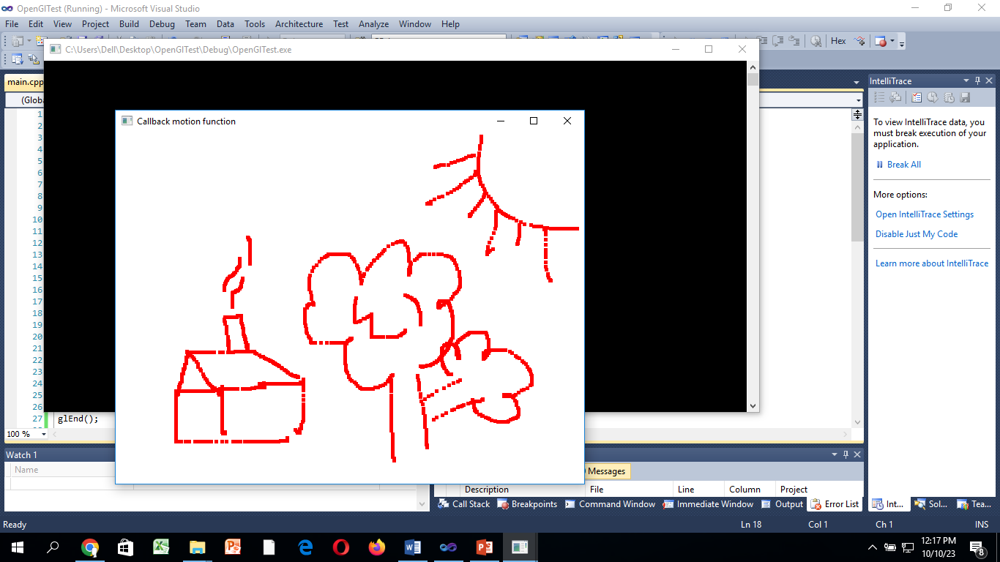 OpenGITest (Running) - Microsoft Visual Studio
File Edit View Project Build Debug Team Data Tools Architecture Test Analyze Window Help
Hex
C:\Users\Dell\Desktop\OpenGITest\Debug\OpenGITest.exe
main.cpp
(Globa
IntelliTrace
Callback motion function
To view IntelliTrace data, you
must break execution of your
application.
Break All
More options:
Open IntelliTrace Settings
Disable Just My Code
Learn more about IntelliTrace
1
2
3
4
5
6
7
8
9
10
11
12
13
14
15
16
17
18
19
20
21
22
23
24
25
26
27 glEnd();
100 %
Watch 1
Name
Messages
Description File Line Column Project
Call Stack Breakpoints Command Window Immediate Window Output Error List Int... Sol... Tea...
Ready Ln 18 Col 1 Ch 1 INS
12:17 PM
10/10/23
8